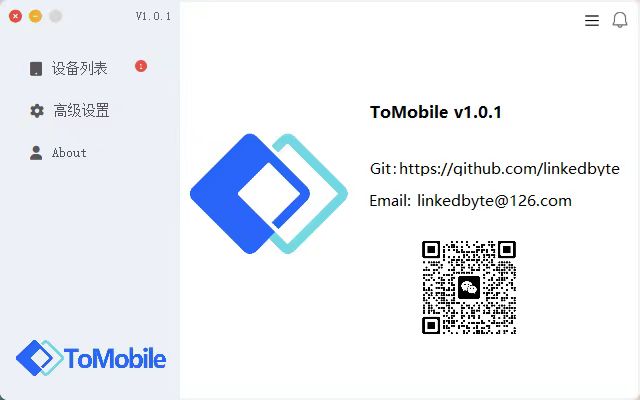 V1.0.1
设备列表
1
高级设置
About
ToMobile
ToMobile v1.0.1
Git:https://github.com/linkedbyte
Email: linkedbyte@126.com